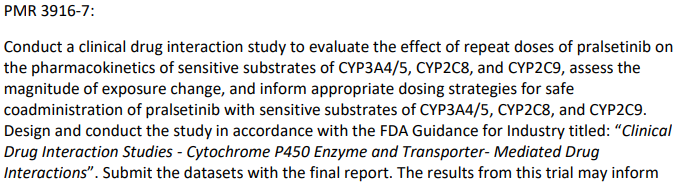 PMR 3916-7:
Conduct a clinical drug interaction study to evaluate the effect of repeat doses of pralsetinib on
the pharmacokinetics of sensitive substrates of CYP3A4/5, CYP2C8, and CYP2C9, assess the
magnitude of exposure change, and inform appropriate dosing strategies for safe
coadministration of pralsetinib with sensitive substrates of CYP3A4/5, CYP2C8, and CYP2C9.
Design and conduct the study in accordance with the FDA Guidance for Industry titled: “Clinical
Drug Interaction Studies - Cytochrome P450 Enzyme and Transporter- Mediated Drug
Interactions”. Submit the datasets with the final report. The results from this trial may inform